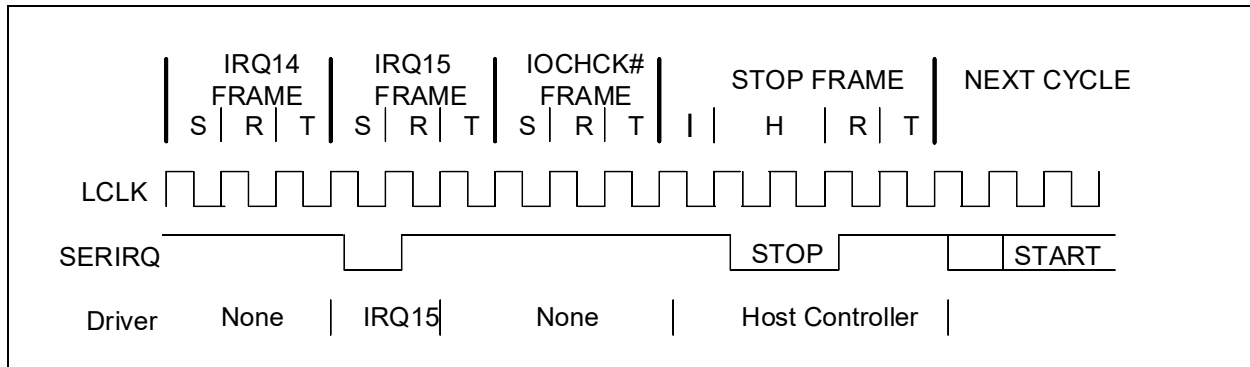 IRQ14 IRQ15 IOCHCK# STOP FRAME NEXT CYCLE
FRAME FRAME FRAME
S R T S R T S R T I H R T
LCLK
SERIRQ STOP START
Driver None IRQ15 None Host Controller